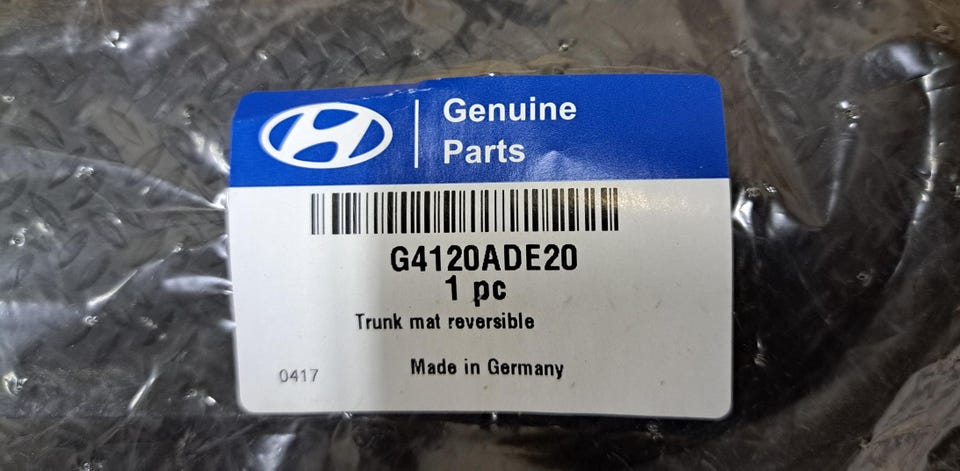 Genuine
Parts
G4120ADE20
1 pc
Trunk mat reversible
Made in Germany
0417